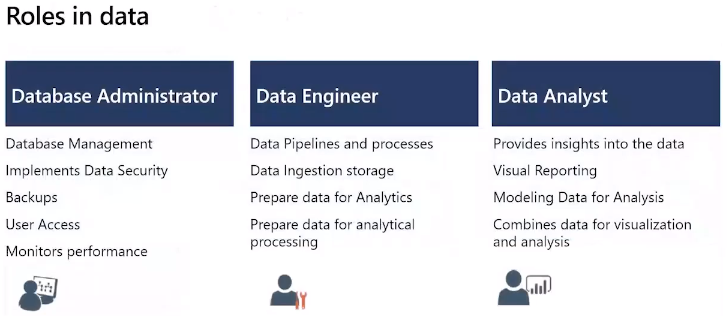 Roles in data
Database Administrator
Database Management
Implements Data Security
Backups
User Access
Monitors performance
Data Engineer
Data Pipelines and processes
Data Ingestion storage
Prepare data for Analytics
Prepare data for analytical
processing
Data Analyst
Provides insights into the data
Visual Reporting
Modeling Data for Analysis
Combines data for visualization
and analysis